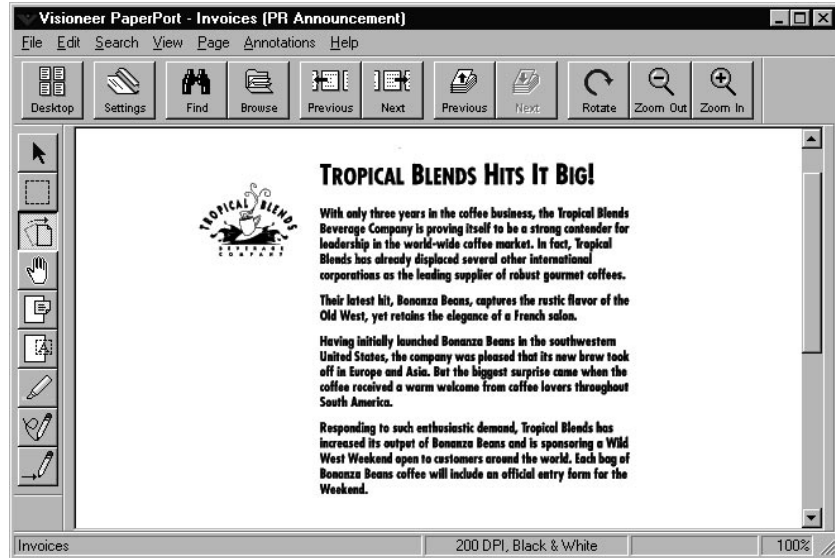 Visioneer PaperPort - Invoices (PR Announcement)
File Edit Search View Page Annotations Help
Desktop Settings Find Browse Previous Next Previous Next Rotate Zoom Out Zoom In
TROPICAL BLENDS HITS IT BIG!
TROPICAL BLENDS
BEVERAGE
COMPANY
With only three years in the coffee business, the Tropical Blends
Beverage Company is proving itself to be a strong contender for
leadership in the world-wide coffee market. In fact, Tropical
Blends has already displaced several other international
corporations as the leading supplier of robust gourmet coffees.
Their latest hit, Bonanza Beans, captures the rustic flavor of the
Old West, yet retains the elegance of a French salon.
Having initially launched Bonanza Beans in the southwestern
United States, the company was pleased that its new brew took
off in Europe and Asia. But the biggest surprise came when the
coffee received a warm welcome from coffee lovers throughout
South America.
Responding to such enthusiastic demand, Tropical Blends has
increased its output of Bonanza Beans and is sponsoring a Wild
West Weekend open to customers around the world. Each bag of
Bonanza Beans coffee will include an official entry form for the
Weekend.
Invoices 200 DPI, Black & White 100%